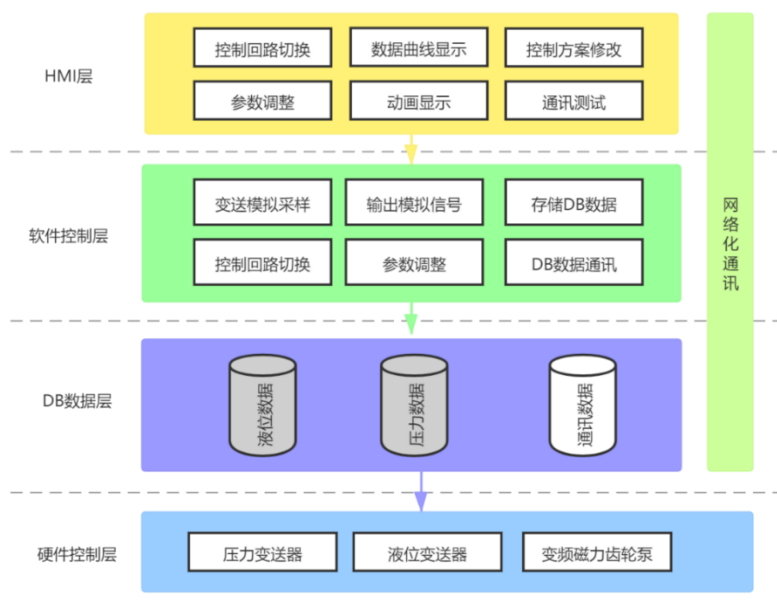 HMI层
控制回路切换
数据曲线显示
控制方案修改
参数调整
动画显示
通讯测试
软件控制层
变送模拟采样
输出模拟信号
存储DB数据
控制回路切换
参数调整
DB数据通讯
网络化通讯
DB数据层
液位数据
压力数据
通讯数据
硬件控制层
压力变送器
液位变送器
变频磁力齿轮泵